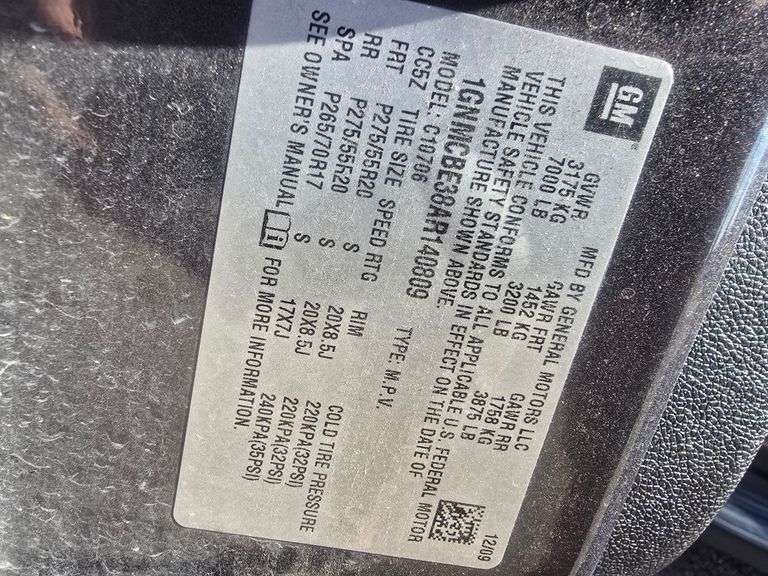 GM
MFD BY GENERAL MOTORS LLC 1209
GVWR GAWR FRT GAWR RR
3175 KG 1452 KG 1758 KG
7000 LB 3200 LB 3875 LB
THIS VEHICLE CONFORMS TO ALL APPLICABLE U.S. FEDERAL MOTOR
VEHICLE SAFETY STANDARDS IN EFFECT ON THE DATE OF
MANUFACTURE SHOWN ABOVE.
1GNMCBE38AR140809
MODEL: C10706 TYPE: M.P.V.
CC5Z
TIRE SIZE SPEED RTG RIM COLD TIRE PRESSURE
FRT P275/55R20 S 20X8.5J 220KPA(32PSI)
RR P275/55R20 S 20X8.5J 220KPA(32PSI)
SPA P265/70R17 S 17X7J 240KPA(35PSI)
SEE OWNER'S MANUAL FOR MORE INFORMATION.